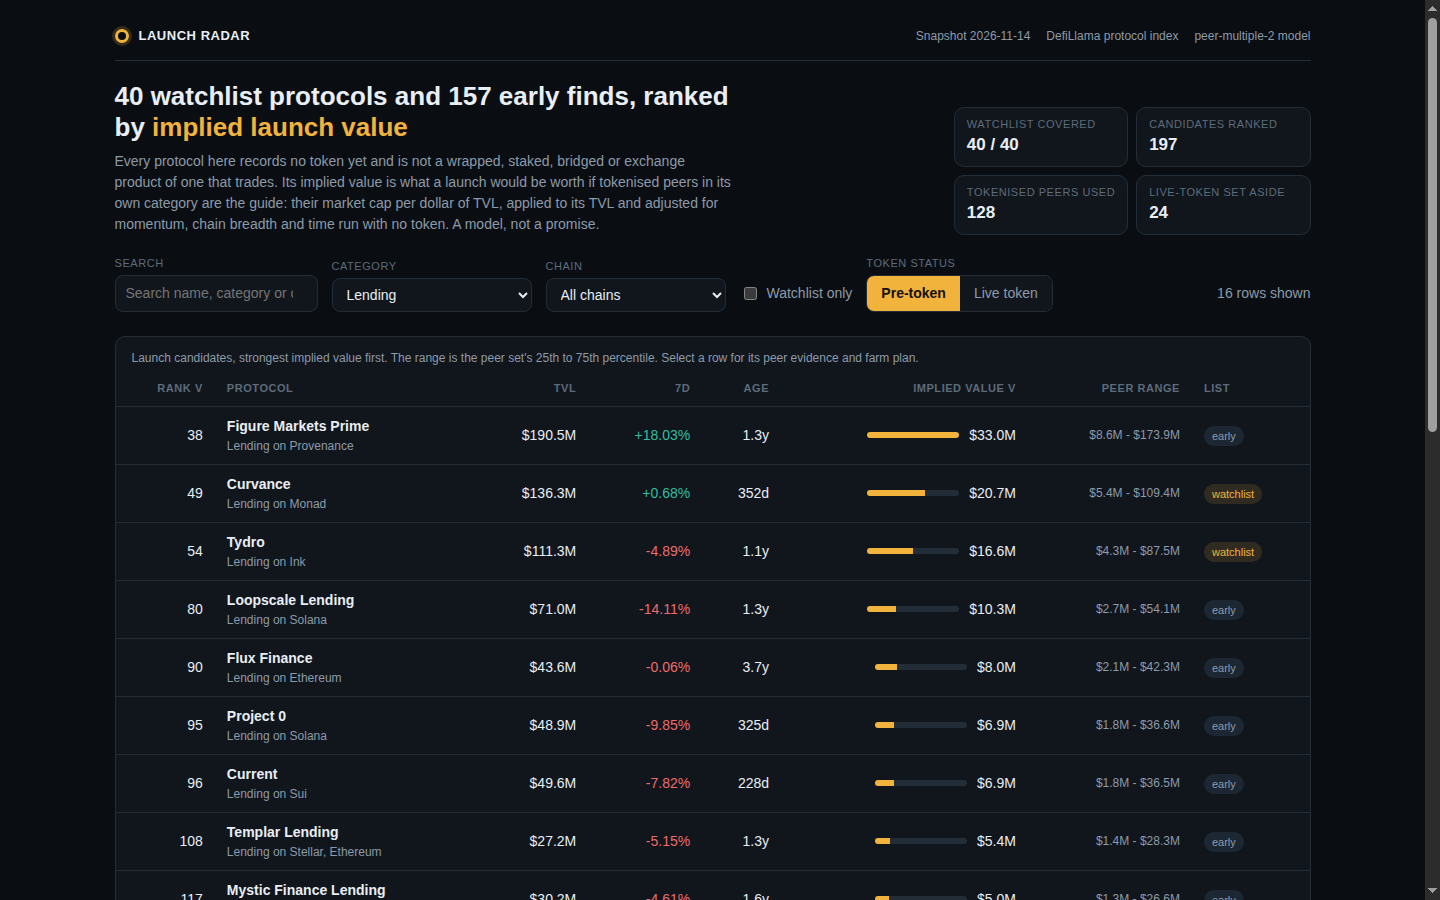 LAUNCH RADAR
Snapshot 2026-11-14 DefiLlama protocol index peer-multiple-2 model
40 watchlist protocols and 157 early finds, ranked
by implied launch value
Every protocol here records no token yet and is not a wrapped, staked, bridged or exchange
product of one that trades. Its implied value is what a launch would be worth if tokenised peers in its
own category are the guide: their market cap per dollar of TVL, applied to its TVL and adjusted for
momentum, chain breadth and time run with no token. A model, not a promise.
WATCHLIST COVERED
40 / 40
CANDIDATES RANKED
197
TOKENISED PEERS USED
128
LIVE-TOKEN SET ASIDE
24
SEARCH
Search name, category or
CATEGORY
Lending
CHAIN
All chains
Watchlist only
TOKEN STATUS
Pre-token Live token
16 rows shown
Launch candidates, strongest implied value first. The range is the peer set's 25th to 75th percentile. Select a row for its peer evidence and farm plan.
RANK V PROTOCOL TVL 7D AGE IMPLIED VALUE V PEER RANGE LIST
38 Figure Markets Prime $190.5M +18.03% 1.3y $33.0M $8.6M - $173.9M early
Lending on Provenance
49 Curvance $136.3M +0.68% 352d $20.7M $5.4M - $109.4M watchlist
Lending on Monad
54 Tydro $111.3M -4.89% 1.1y $16.6M $4.3M - $87.5M watchlist
Lending on Ink
80 Loopscale Lending $71.0M -14.11% 1.3y $10.3M $2.7M - $54.1M early
Lending on Solana
90 Flux Finance $43.6M -0.06% 3.7y $8.0M $2.1M - $42.3M early
Lending on Ethereum
95 Project 0 $48.9M -9.85% 325d $6.9M $1.8M - $36.6M early
Lending on Solana
96 Current $49.6M -7.82% 228d $6.9M $1.8M - $36.5M early
Lending on Sui
108 Templar Lending $27.2M -5.15% 1.3y $5.4M $1.4M - $28.3M early
Lending on Stellar, Ethereum
117 Mystic Finance Lending $30.2M -4.61% 1.6y $5.0M $1.3M - $26.6M early